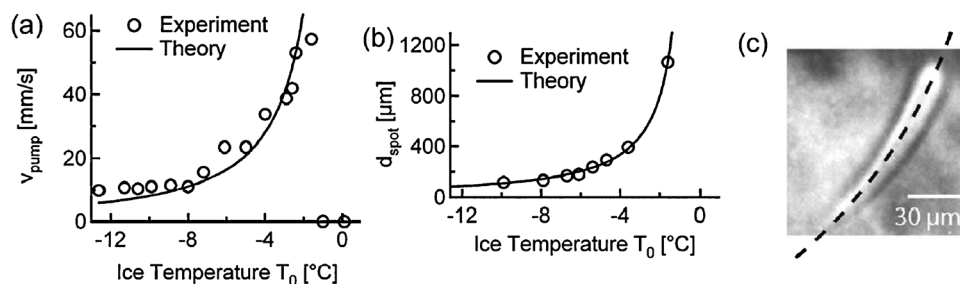 (a)
60
40
20
0
v_pump [mm/s]
Experiment
Theory
-12
-8
-4
0
Ice Temperature T_0 [°C]
(b)
1200
800
400
0
d_spot [µm]
Experiment
Theory
-12
-8
-4
0
Ice Temperature T_0 [°C]
(c)
30 µm